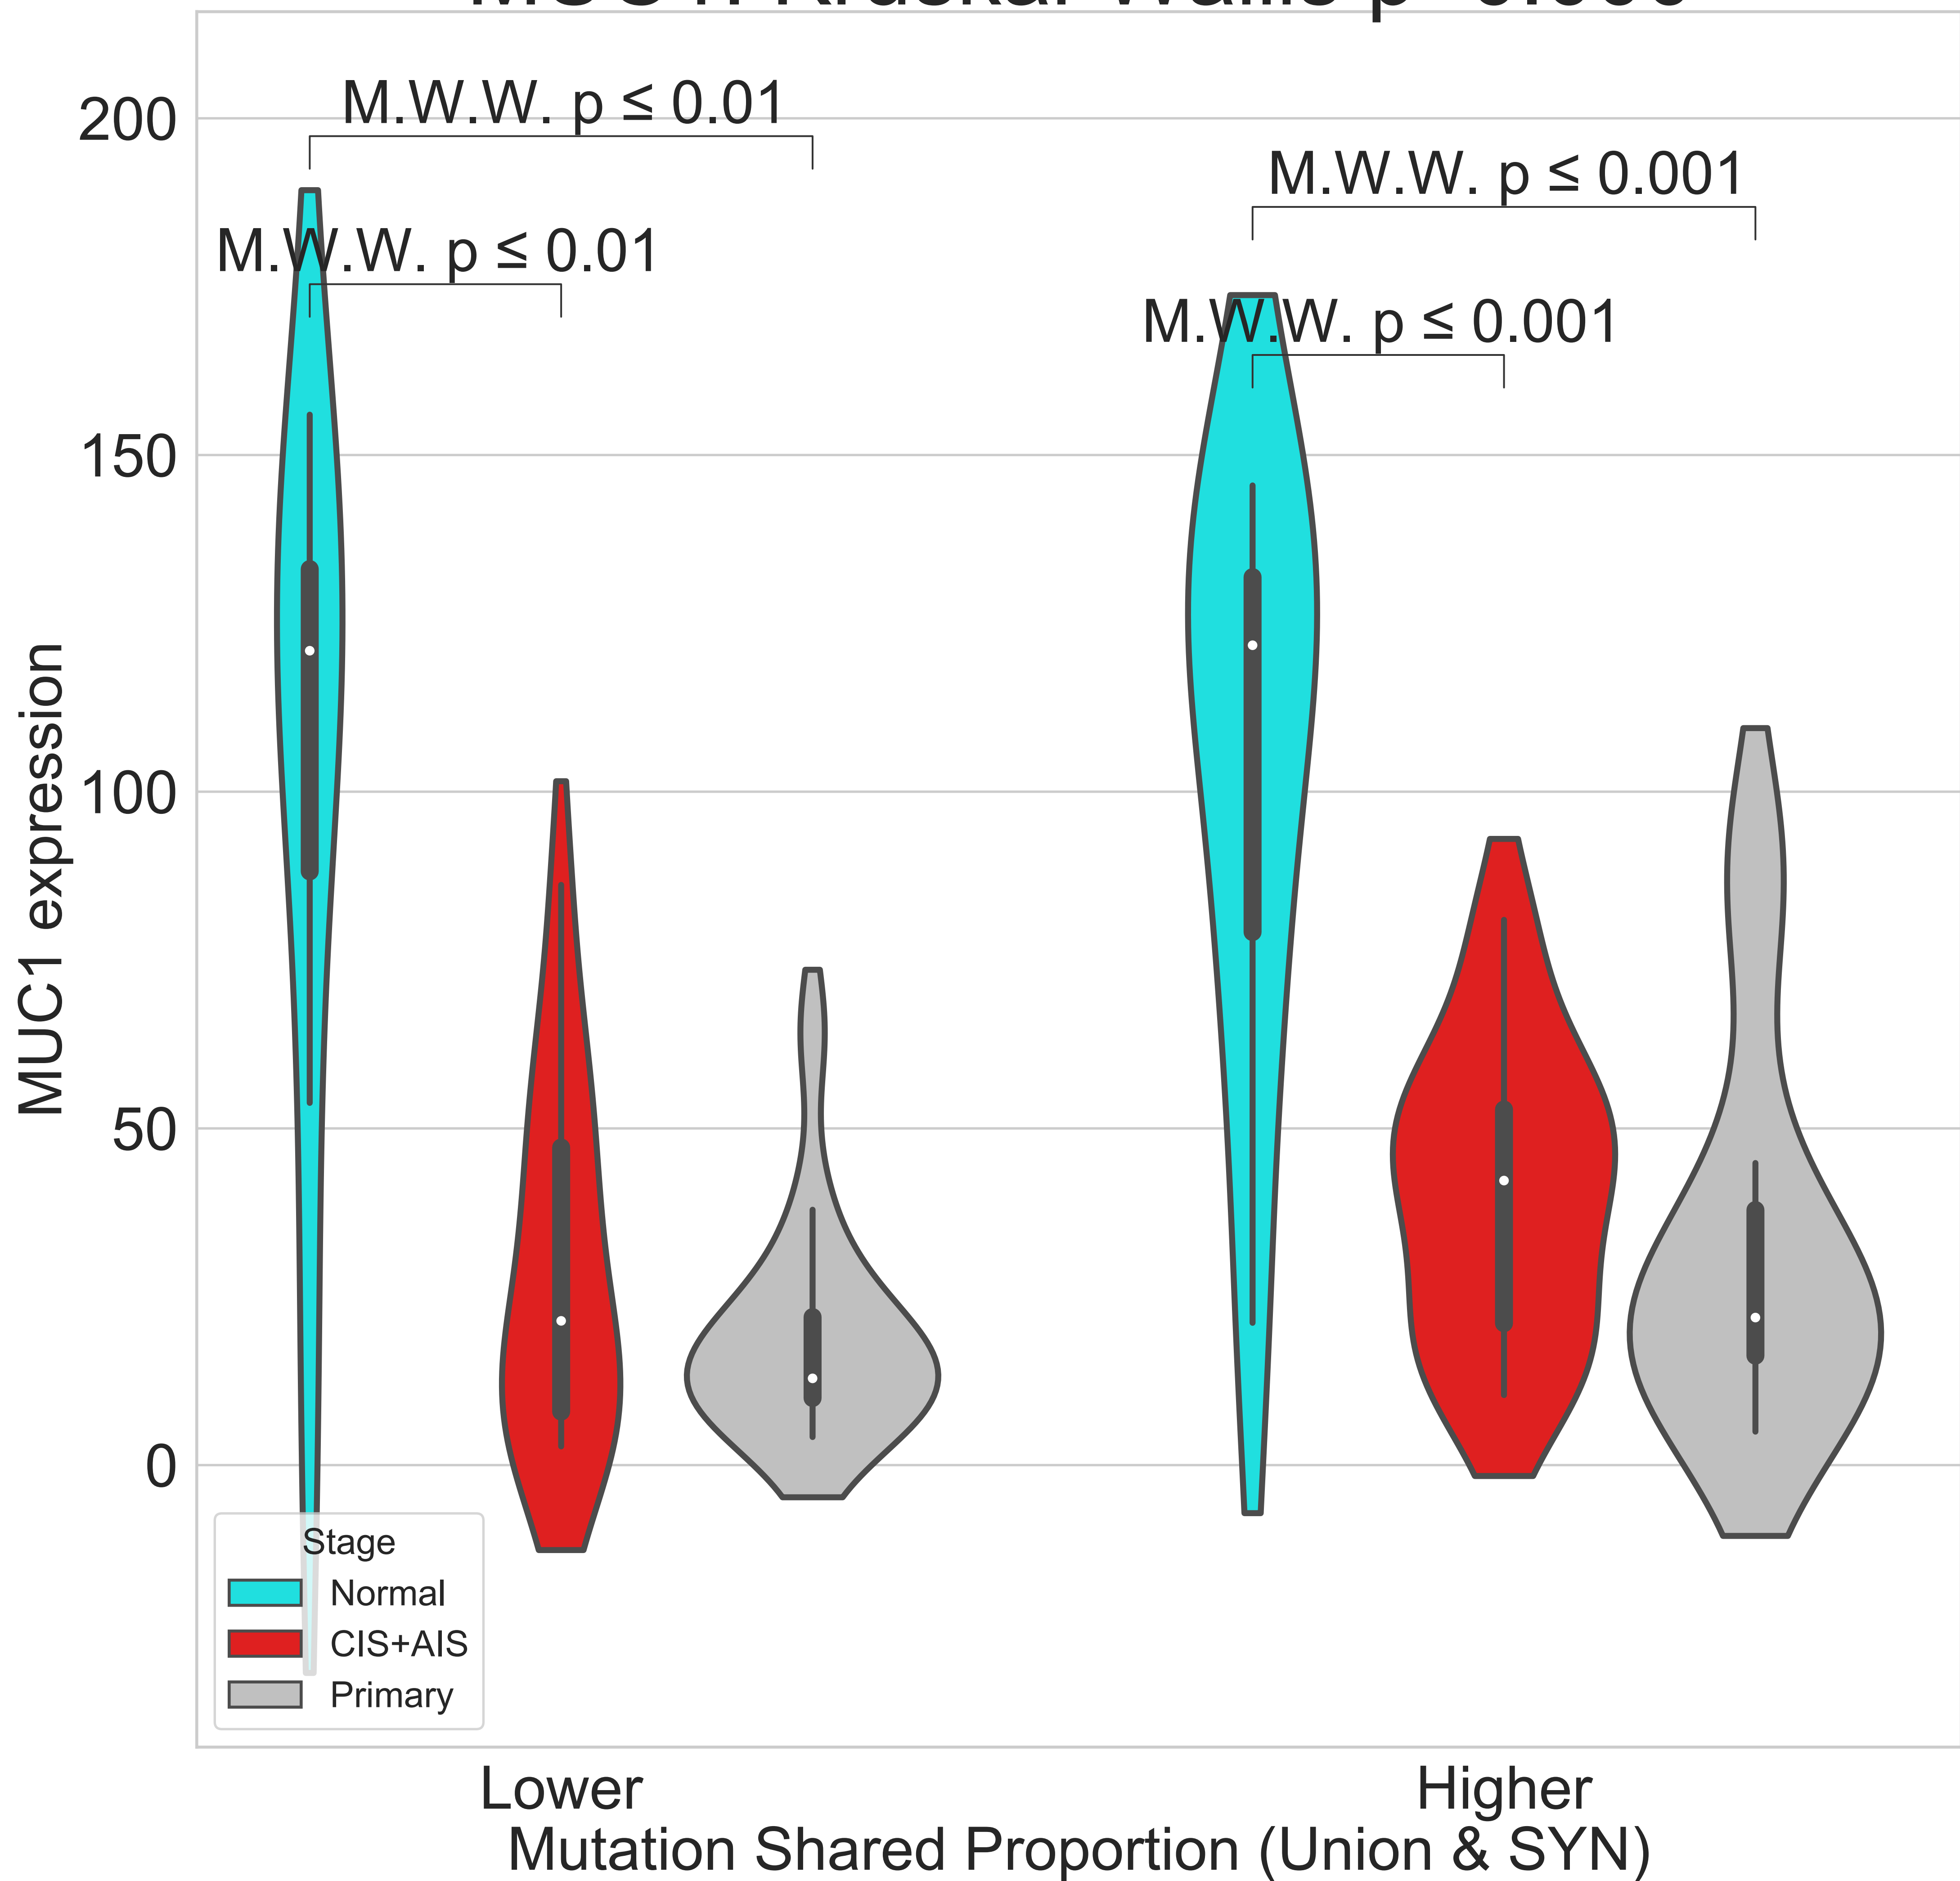 M.W.W. p ≤ 0.01
M.W.W. p ≤ 0.001
M.W.W. p ≤ 0.01
M.W.W. p ≤ 0.001
200
150
100
50
0
MUC1 expression
Stage
Normal
CIS+AIS
Primary
Lower
Higher
Mutation Shared Proportion (Union & SYN)